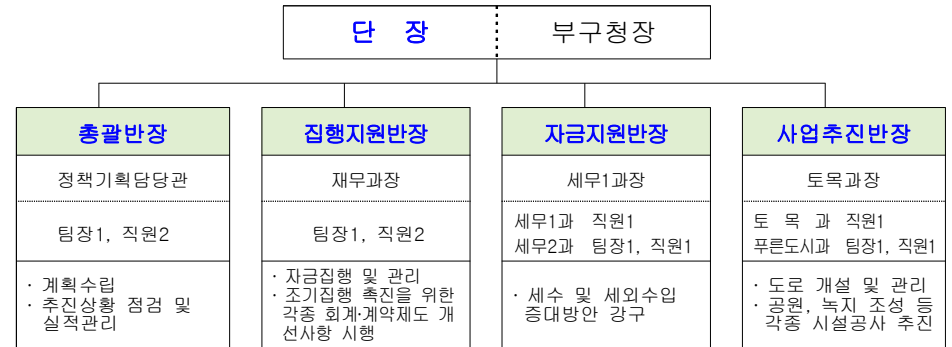 단 장 부구청장
총괄반장
정책기획담당관
팀장1, 직원2
· 계획수립
· 추진상황 점검 및
실적관리
집행지원반장
재무과장
팀장1, 직원2
· 자금집행 및 관리
· 조기집행 촉진을 위한
각종 회계·계약제도 개
선사항 시행
자금지원반장
세무1과장
세무1과 직원1
세무2과 팀장1, 직원1
· 세수 및 세외수입
증대방안 강구
사업추진반장
토목과장
토 목 과 직원1
푸른도시과 팀장1, 직원1
· 도로 개설 및 관리
· 공원, 녹지 조성 등
각종 시설공사 추진